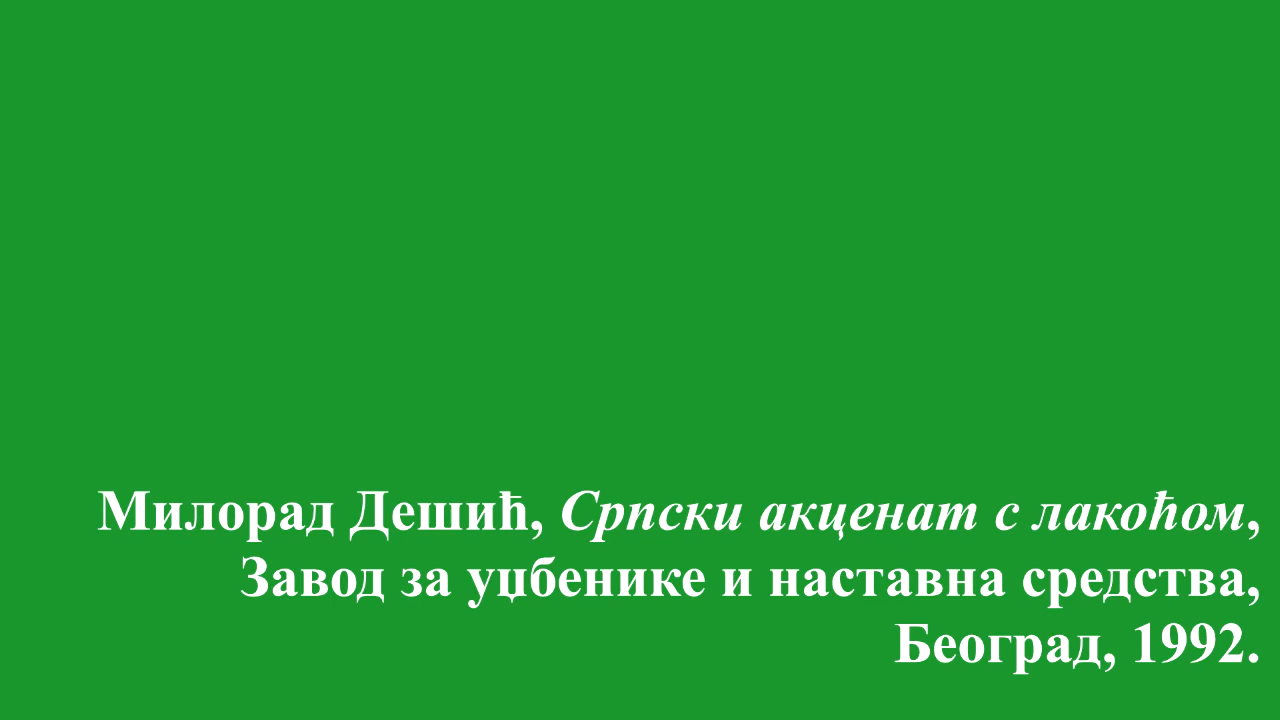 Милорад Дешић, Српски акценат с лакоћом,
Завод за уџбенике и наставна средства,
Београд, 1992.